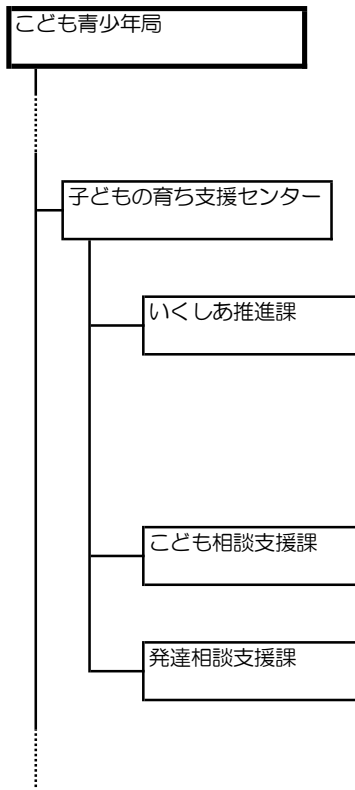 こども青少年局
子どもの育ち支援センター
いくしあ推進課
こども相談支援課
発達相談支援課